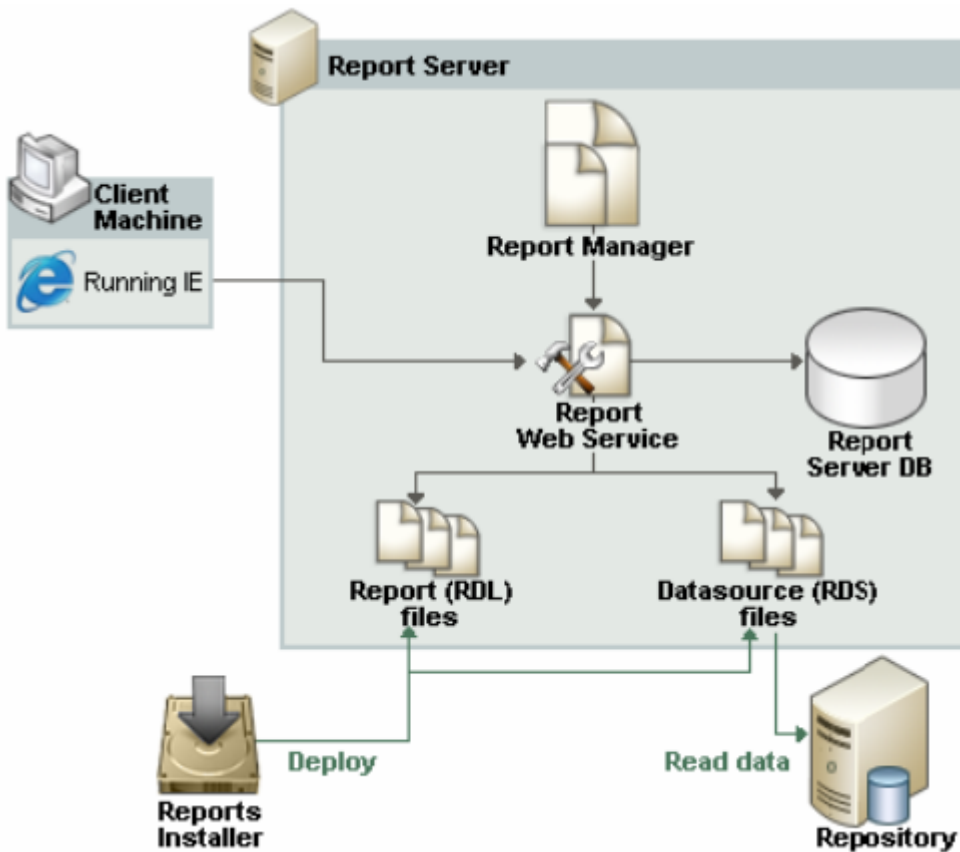 Report Server
Client
Machine
Running IE
Report Manager
Report
Web Service
Report
Server DB
Report (RDL)
files
Datasource (RDS)
files
Deploy
Read data
Reports
Installer
Repository